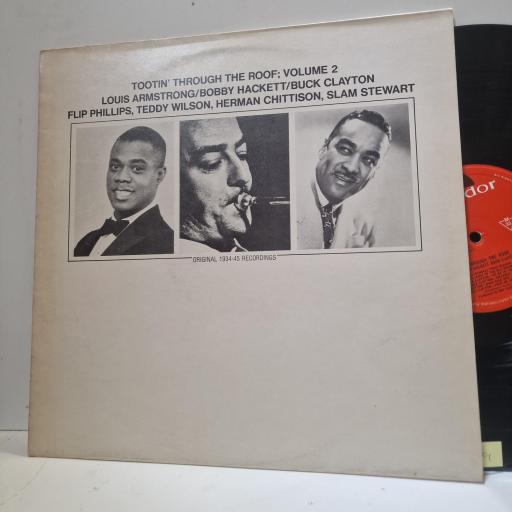 TOOTIN' THROUGH THE ROOF; VOLUME 2
LOUIS ARMSTRONG/BOBBY HACKETT/BUCK CLAYTON
FLIP PHILLIPS, TEDDY WILSON, HERMAN CHITTISON, SLAM STEWART
ORIGINAL 1934-45 RECORDINGS
dor